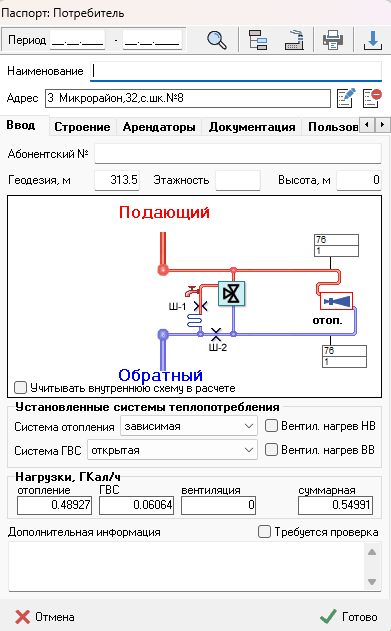 Паспорт: Потребитель
Период __.__.__ - __.__.__
Наименование
Адрес 3 Микрорайон,32,с.шк.№8
Ввод Строение Арендаторы Документация Пользов
Абонентский №
Геодезия, м 313.5 Этажность Высота, м 0
Подающий
76
1
Ш-1
отоп.
Ш-2
76
1
Обратный
Учитывать внутреннюю схему в расчете
Установленные системы теплопотребления
Система отопления зависимая Вентил. нагрев НВ
Система ГВС открытая Вентил. нагрев ВВ
Нагрузки, ГКал/ч
отопление ГВС вентиляция суммарная
0.48927 0.06064 0 0.54991
Дополнительная информация Требуется проверка
Отмена Готово